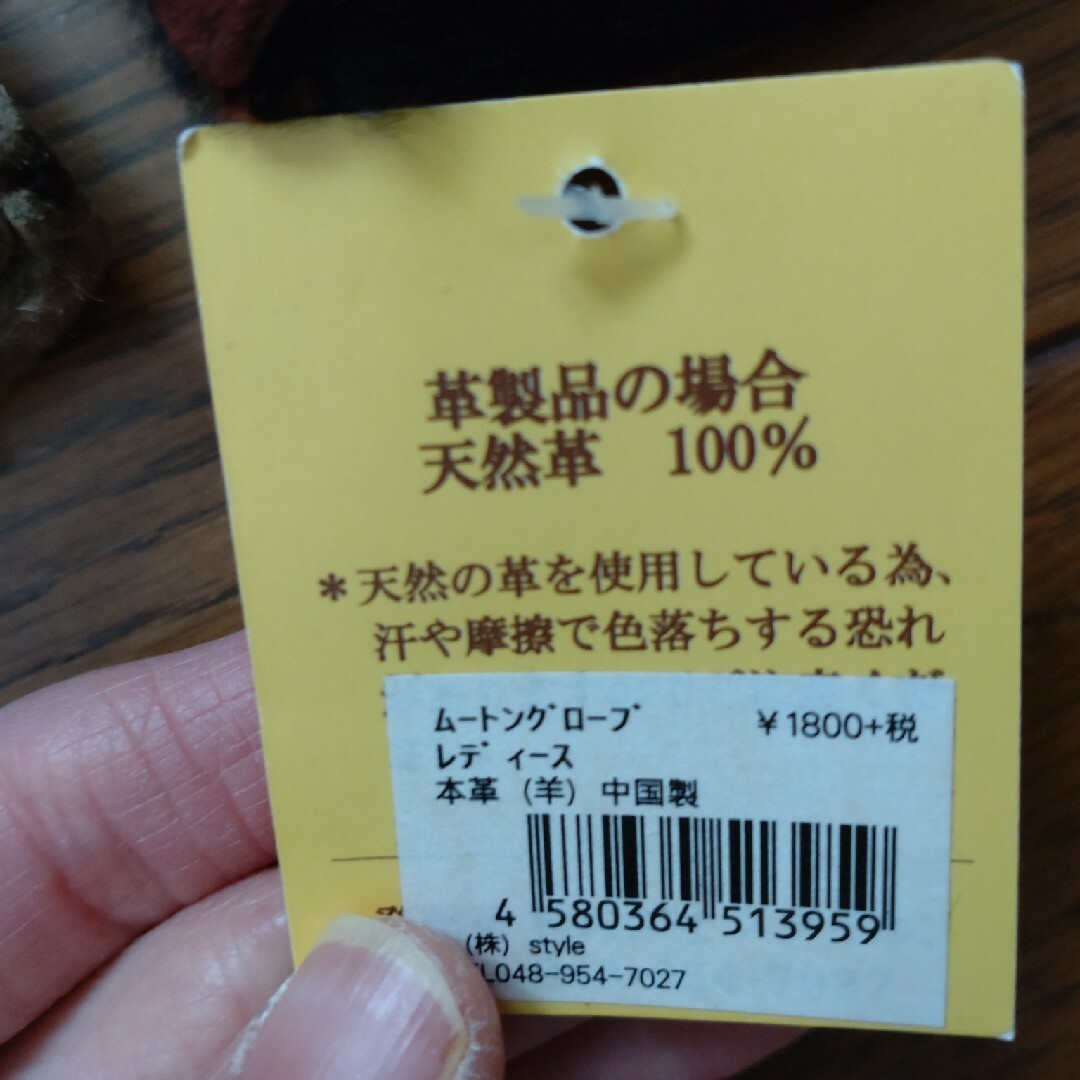 革製品の場合
天然革 100%
*天然の革を使用している為、
汗や摩擦で色落ちする恐れ
ムートングローブ ¥1800+税
レディース
本革 (羊) 中国製
4 580364 513959
(株) style
L048-954-7027